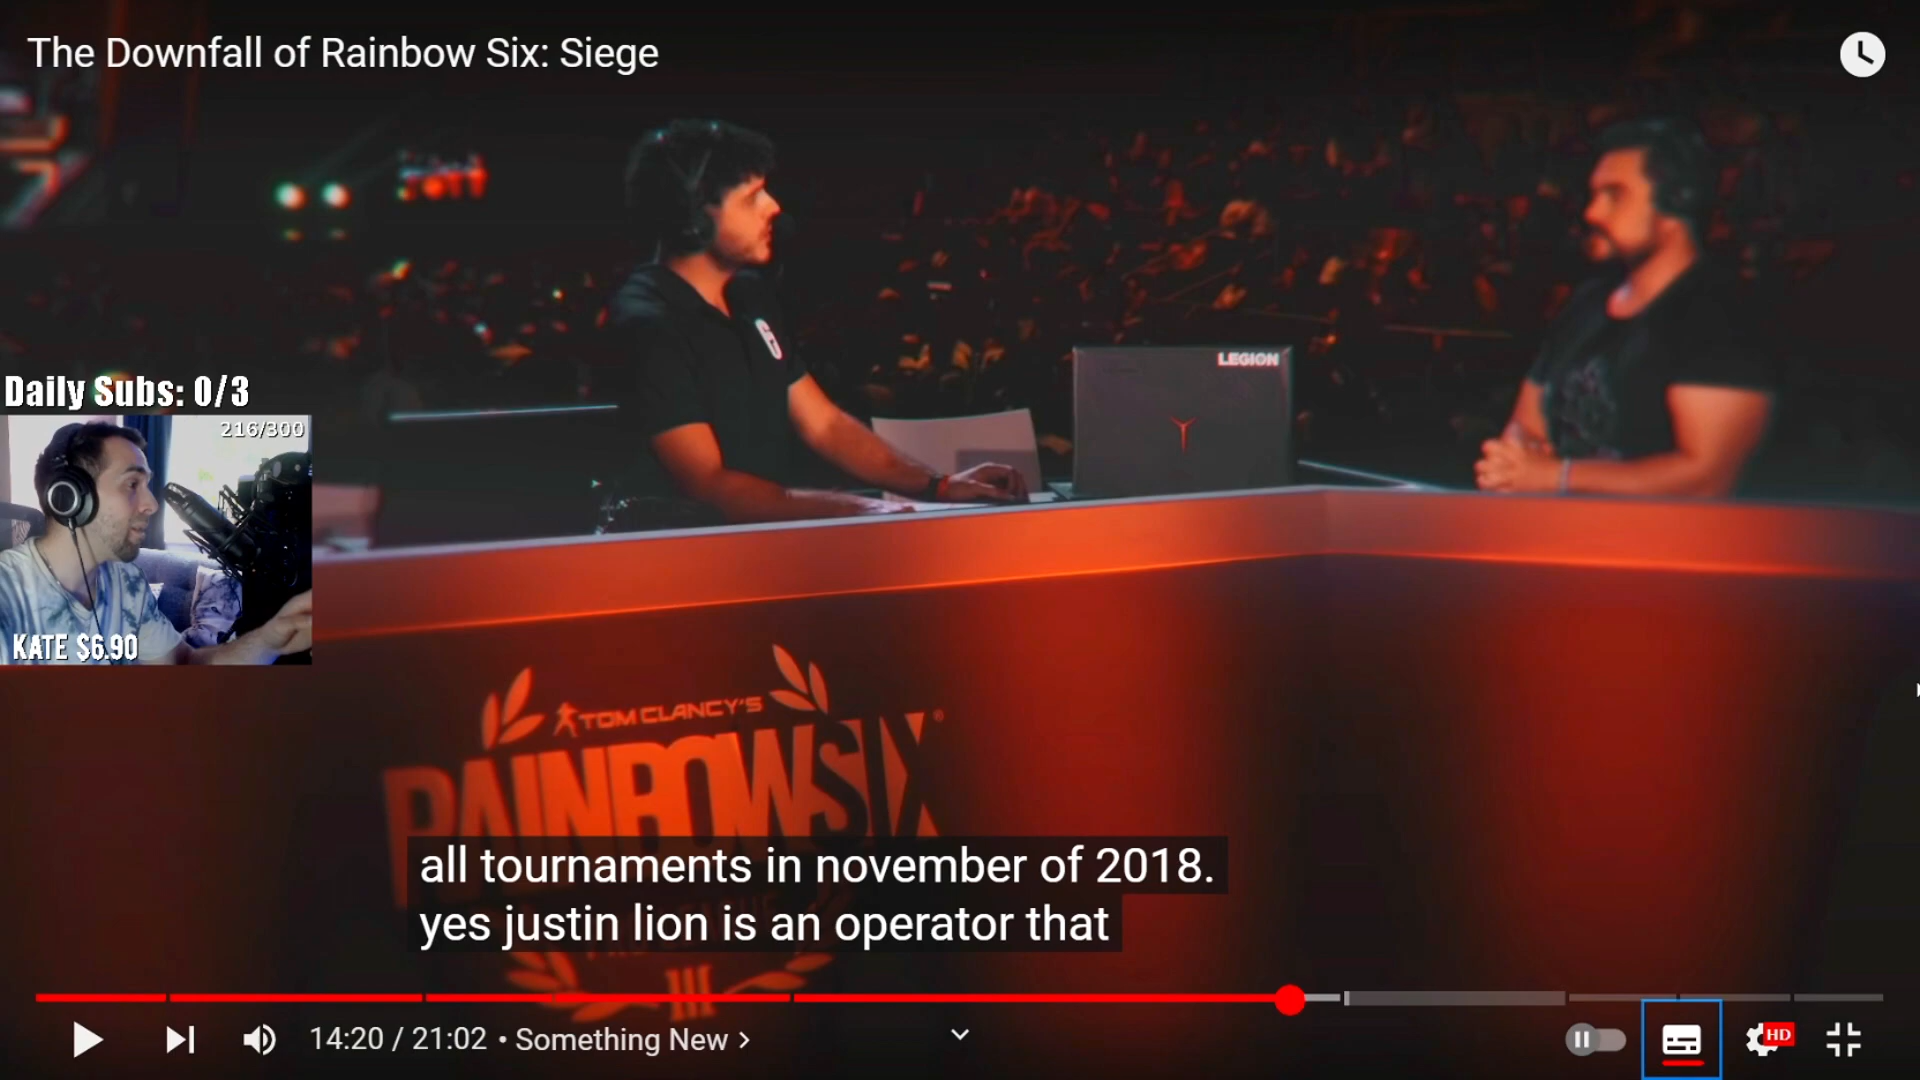 The Downfall of Rainbow Six: Siege
LEGION
Daily Subs: 0/3
216/300
KATE $6.90
TOM CLANCY'S
RAINBOWSIX
all tournaments in november of 2018.
yes justin lion is an operator that
III
14:20 / 21:02 • Something New >
HD